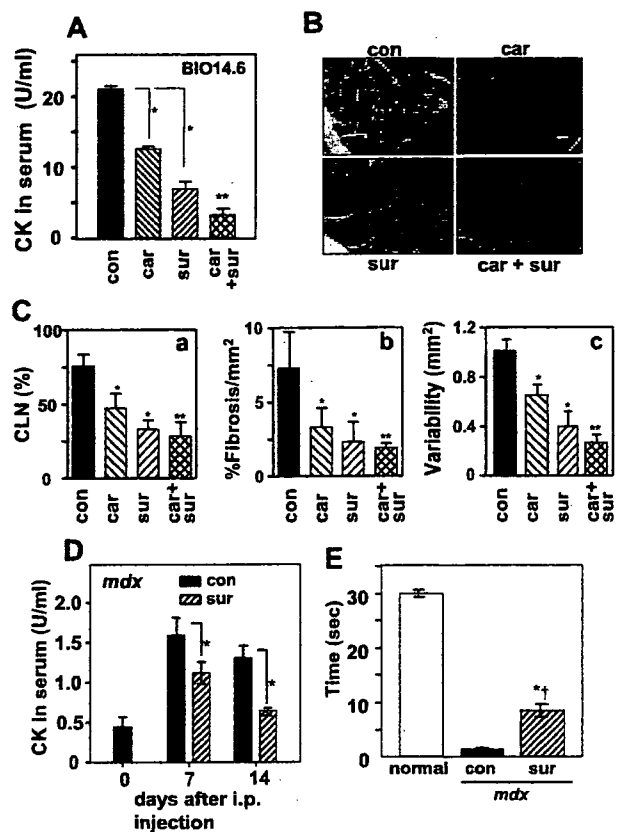 A
BIO14.6
CK in serum (U/ml)
20
10
0
*
*
**
con
car
sur
car
+sur
B
con
car
sur
car + sur
C
a
CLN (%)
100
50
0
*
*
**
con
car
sur
car+
sur
b
%Fibrosis/mm²
10
5
0
*
*
**
con
car
sur
car+
sur
c
Variability (mm²)
1.2
0.6
0
*
*
**
con
car
sur
car+
sur
D
mdx
con
sur
CK in serum (U/ml)
2.0
1.5
1.0
0.5
0
*
*
0
7
14
days after i.p.
injection
E
Time (sec)
30
10
0
*†
normal
con
sur
mdx